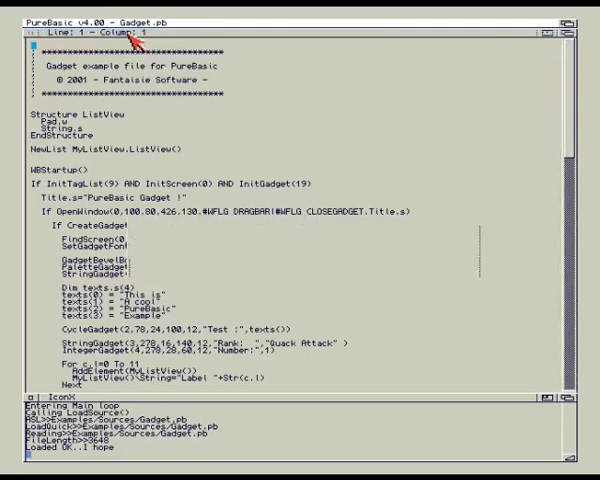 PureBasic v4.00 - Gadget.pb
Line: 1 - Column: 1
; **********************************
; Gadget example file for PureBasic
; © 2001 - Fantaisie Software -
; **********************************
Structure ListView
Pad.w
String.s
EndStructure
NewList MyListView.ListView()
WBStartup()
If InitTagList(9) AND InitScreen(0) AND InitGadget(19)
Title.s="PureBasic Gadget !"
If OpenWindow(0,100,80,426,130,#WFLG_DRAGBAR|#WFLG_CLOSEGADGET,Title.s)
If CreateGadget
FindScreen(0
SetGadgetFont
GadgetBevelB
PaletteGadget
StringGadget
Dim texts.s(4)
texts(0) = "This is"
texts(1) = "A cool"
texts(2) = "PureBasic"
texts(3) = "Example"
CycleGadget(2,78,24,100,12,"Test :",texts())
StringGadget(3,278,16,140,12,"Rank:  ","Quack Attack" )
IntegerGadget(4,278,28,60,12,"Number:",1)
For c.l=0 To 11
AddElement(MyListView())
MyListView()\String="Label "+Str(c.l)
Next
IconX
Entering Main loop
Calling LoadSource()
ASL>>Examples/Sources/Gadget.pb
LoadQuick>>Examples/Sources/Gadget.pb
Reading>>Examples/Sources/Gadget.pb
FileLength>>3648
Loaded OK..I hope